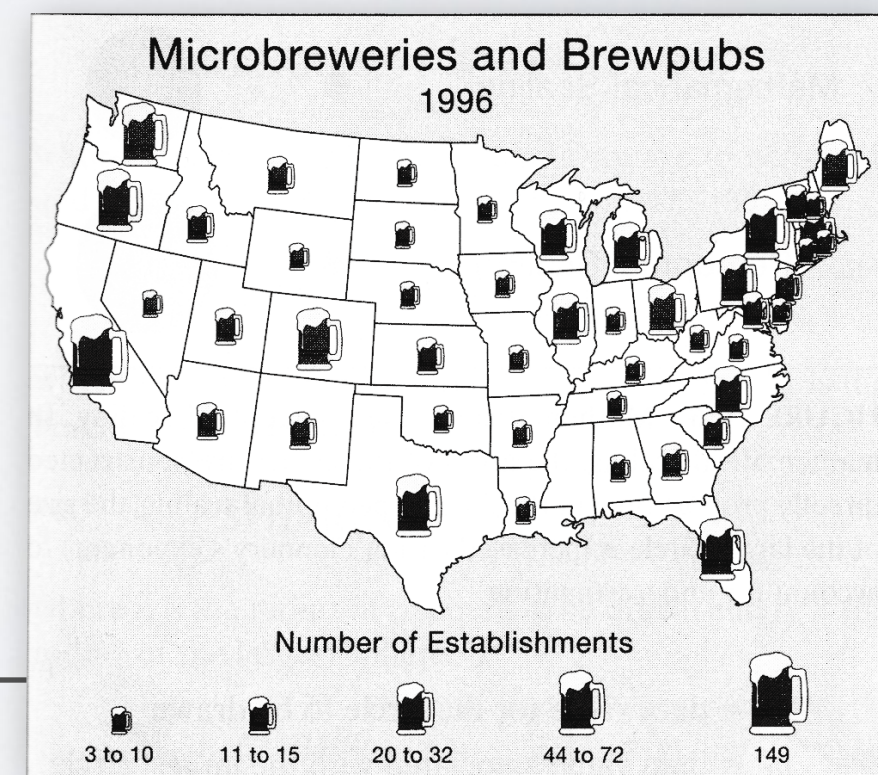 Microbreweries and Brewpubs
1996
Number of Establishments
3 to 10
11 to 15
20 to 32
44 to 72
149